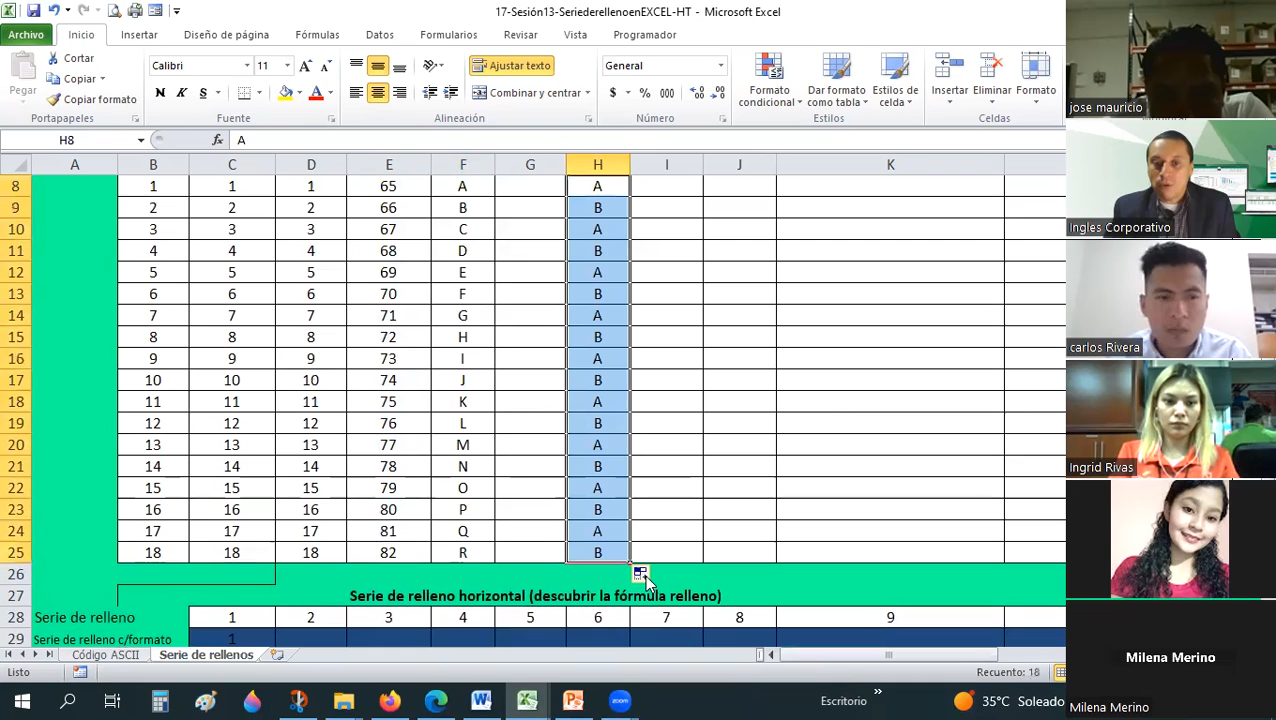 17-Sesión13-SeriederellenoenEXCEL-HT - Microsoft Excel
Archivo Inicio Insertar Diseño de página Fórmulas Datos Formularios Revisar Vista Programador
Pegar
Cortar
Copiar
Copiar formato
Portapapeles
Calibri 11
N K S
Fuente
Ajustar texto
Combinar y centrar
Alineación
General
$ % 000
Número
Formato condicional
Dar formato como tabla
Estilos de celda
Estilos
Insertar Eliminar Formato
Celdas
H8 fx A
A B C D E F G H I J K
8 1 1 1 65 A A
9 2 2 2 66 B B
10 3 3 3 67 C A
11 4 4 4 68 D B
12 5 5 5 69 E A
13 6 6 6 70 F B
14 7 7 7 71 G A
15 8 8 8 72 H B
16 9 9 9 73 I A
17 10 10 10 74 J B
18 11 11 11 75 K A
19 12 12 12 76 L B
20 13 13 13 77 M A
21 14 14 14 78 N B
22 15 15 15 79 O A
23 16 16 16 80 P B
24 17 17 17 81 Q A
25 18 18 18 82 R B
26
27 Serie de relleno horizontal (descubrir la fórmula relleno)
28 Serie de relleno 1 2 3 4 5 6 7 8 9
29 Serie de relleno c/formato 1
Código ASCII Serie de rellenos
Listo Recuento: 18
Escritorio » 35°C Soleado
jose mauricio
Ingles Corporativo
carlos Rivera
Ingrid Rivas
Milena Merino
Milena Merino